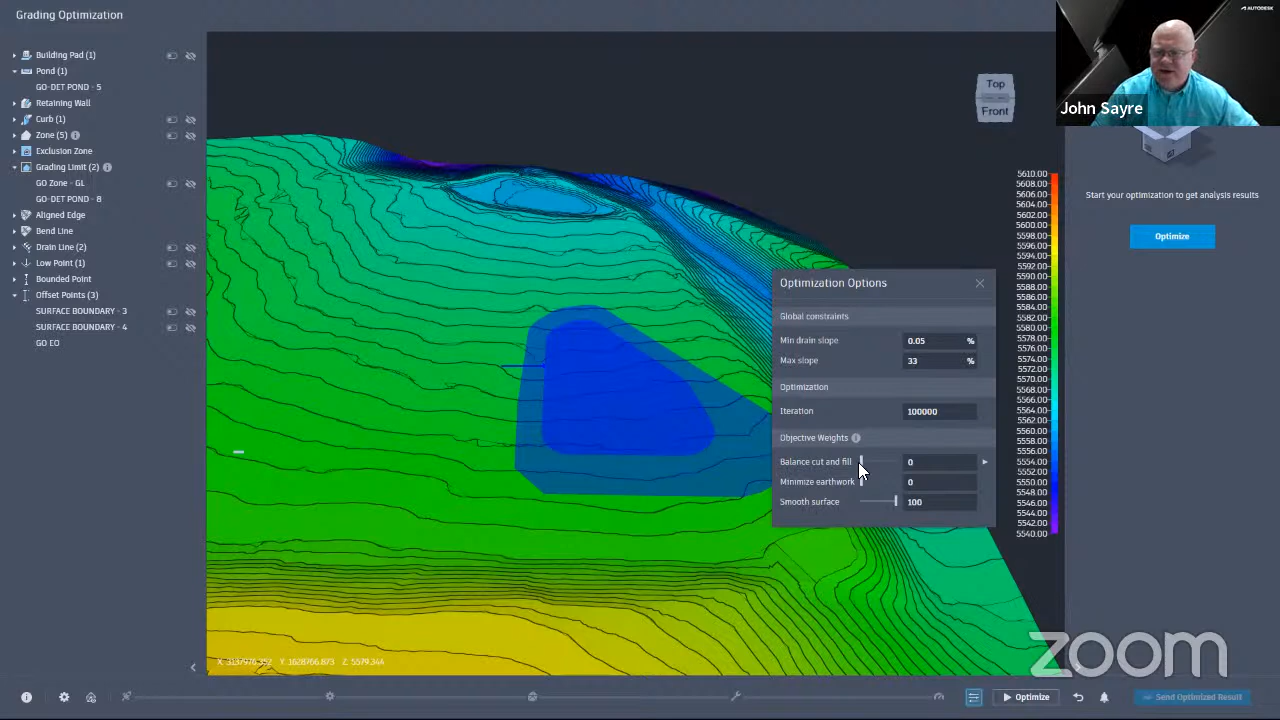 Grading Optimization
AUTODESK
John Sayre
Building Pad (1)
Pond (1)
GO-DET POND - 5
Retaining Wall
Curb (1)
Zone (5)
Exclusion Zone
Grading Limit (2)
GO Zone - GL
GO-DET POND - 8
Aligned Edge
Bend Line
Drain Line (2)
Low Point (1)
Bounded Point
Offset Points (3)
SURFACE BOUNDARY - 3
SURFACE BOUNDARY - 4
GO EO
Top
Front
Start your optimization to get analysis results
Optimize
5610.00
5608.00
5606.00
5604.00
5602.00
5600.00
5598.00
5596.00
5594.00
5592.00
5590.00
5588.00
5586.00
5584.00
5582.00
5580.00
5578.00
5576.00
5574.00
5572.00
5570.00
5568.00
5566.00
5564.00
5562.00
5560.00
5558.00
5556.00
5554.00
5552.00
5550.00
5548.00
5546.00
5544.00
5542.00
5540.00
Optimization Options
Global constraints
Min drain slope 0.05 %
Max slope 33 %
Optimization
Iteration 100000
Objective Weights
Balance cut and fill 0
Minimize earthwork 0
Smooth surface 100
X: 3137976.352 Y: 1628766.873 Z: 5579.344
zoom
Optimize
Send Optimized Result